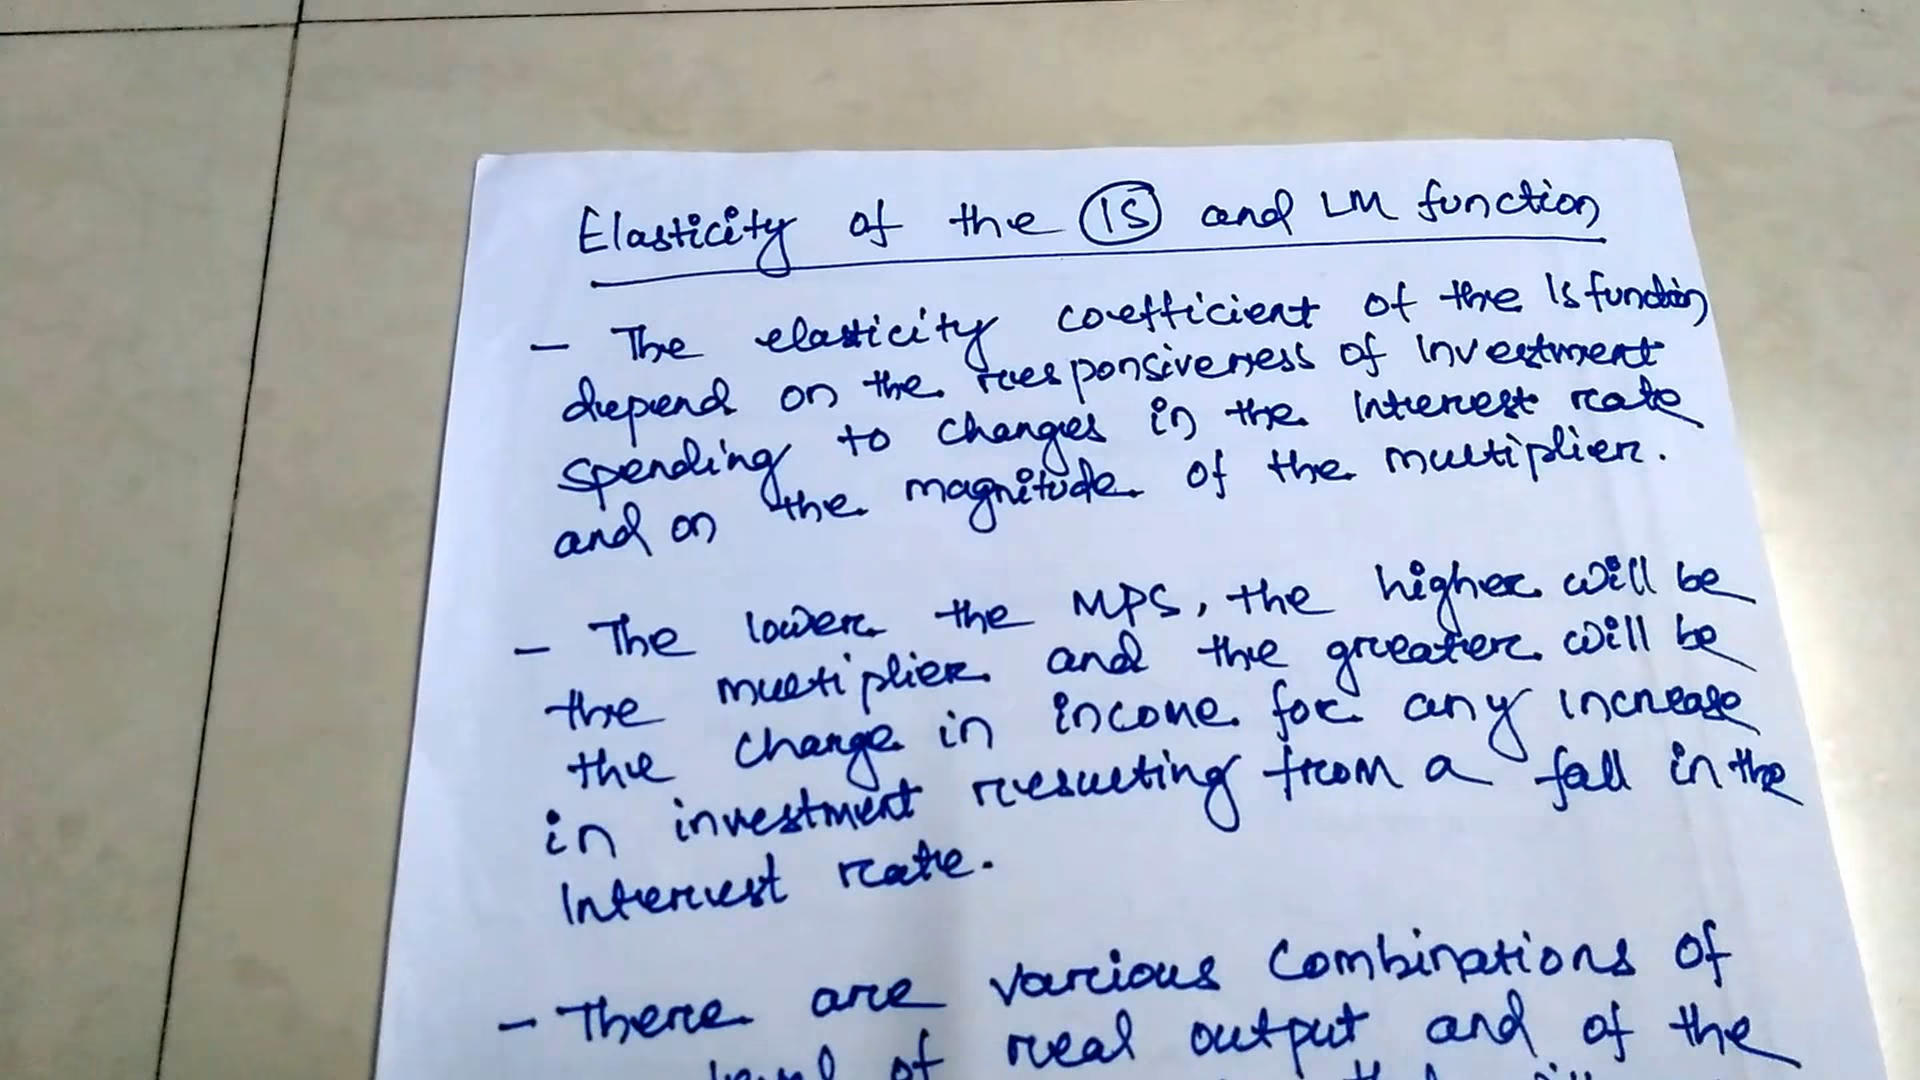 Elasticity of the IS and LM function
- The elasticity coefficient of the IS function
depend on the responsiveness of investment
spending to changes in the interest rate
and on the magnitude of the multiplier.
- The lower the MPS, the higher will be
the multiplier and the greater will be
the change in income for any increase
in investment resulting from a fall in the
Interest rate.
- There are various combinations of
level of real output and of the